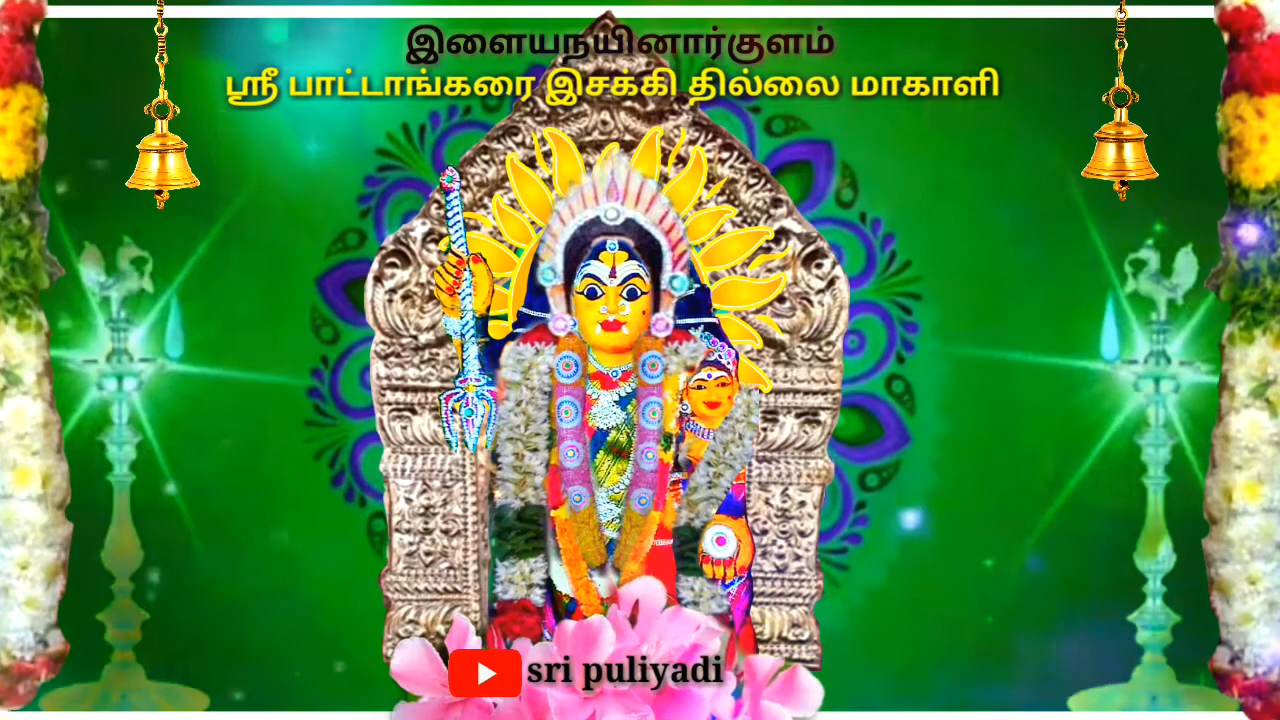 இளையநயினார்குளம்
ஸ்ரீ பாட்டாங்கரை இசக்கி தில்லை மாகாளி
sri puliyadi